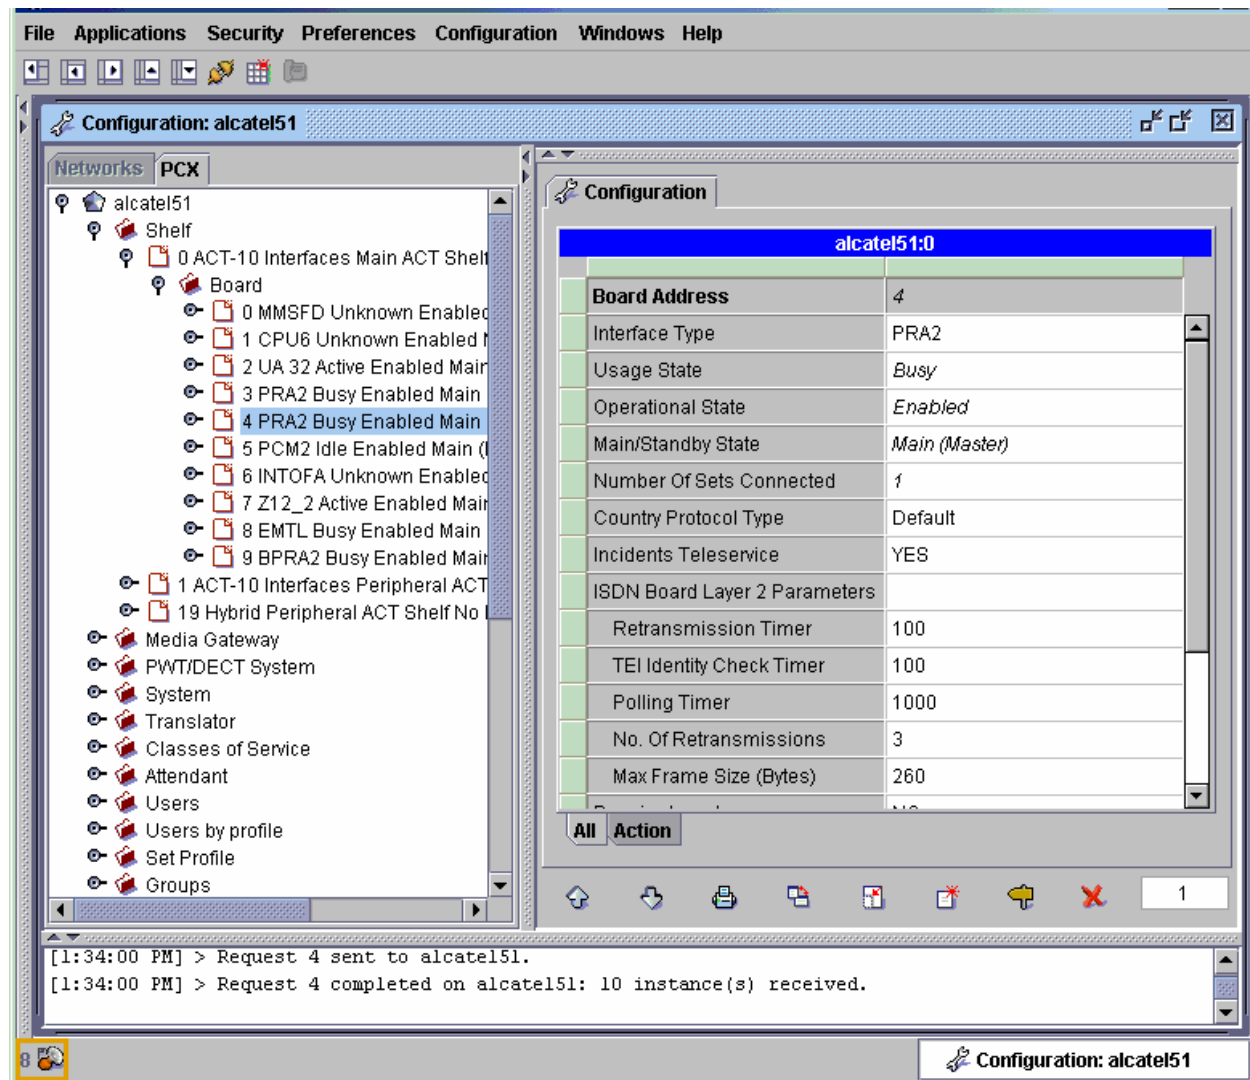 File Applications Security Preferences Configuration Windows Help
Configuration: alcatel51
Networks PCX
alcatel51
Shelf
0 ACT-10 Interfaces Main ACT Shelf
Board
0 MMSFD Unknown Enabled
1 CPU6 Unknown Enabled
2 UA 32 Active Enabled Main
3 PRA2 Busy Enabled Main
4 PRA2 Busy Enabled Main
5 PCM2 Idle Enabled Main (
6 INTOFA Unknown Enabled
7 Z12_2 Active Enabled Main
8 EMTL Busy Enabled Main
9 BPRA2 Busy Enabled Main
1 ACT-10 Interfaces Peripheral ACT
19 Hybrid Peripheral ACT Shelf No
Media Gateway
PWT/DECT System
System
Translator
Classes of Service
Attendant
Users
Users by profile
Set Profile
Groups
Configuration
alcatel51:0
Board Address 4
Interface Type PRA2
Usage State Busy
Operational State Enabled
Main/Standby State Main (Master)
Number Of Sets Connected 1
Country Protocol Type Default
Incidents Teleservice YES
ISDN Board Layer 2 Parameters
Retransmission Timer 100
TEI Identity Check Timer 100
Polling Timer 1000
No. Of Retransmissions 3
Max Frame Size (Bytes) 260
All Action
1
[1:34:00 PM] > Request 4 sent to alcatel51.
[1:34:00 PM] > Request 4 completed on alcatel51: 10 instance(s) received.
8
Configuration: alcatel51